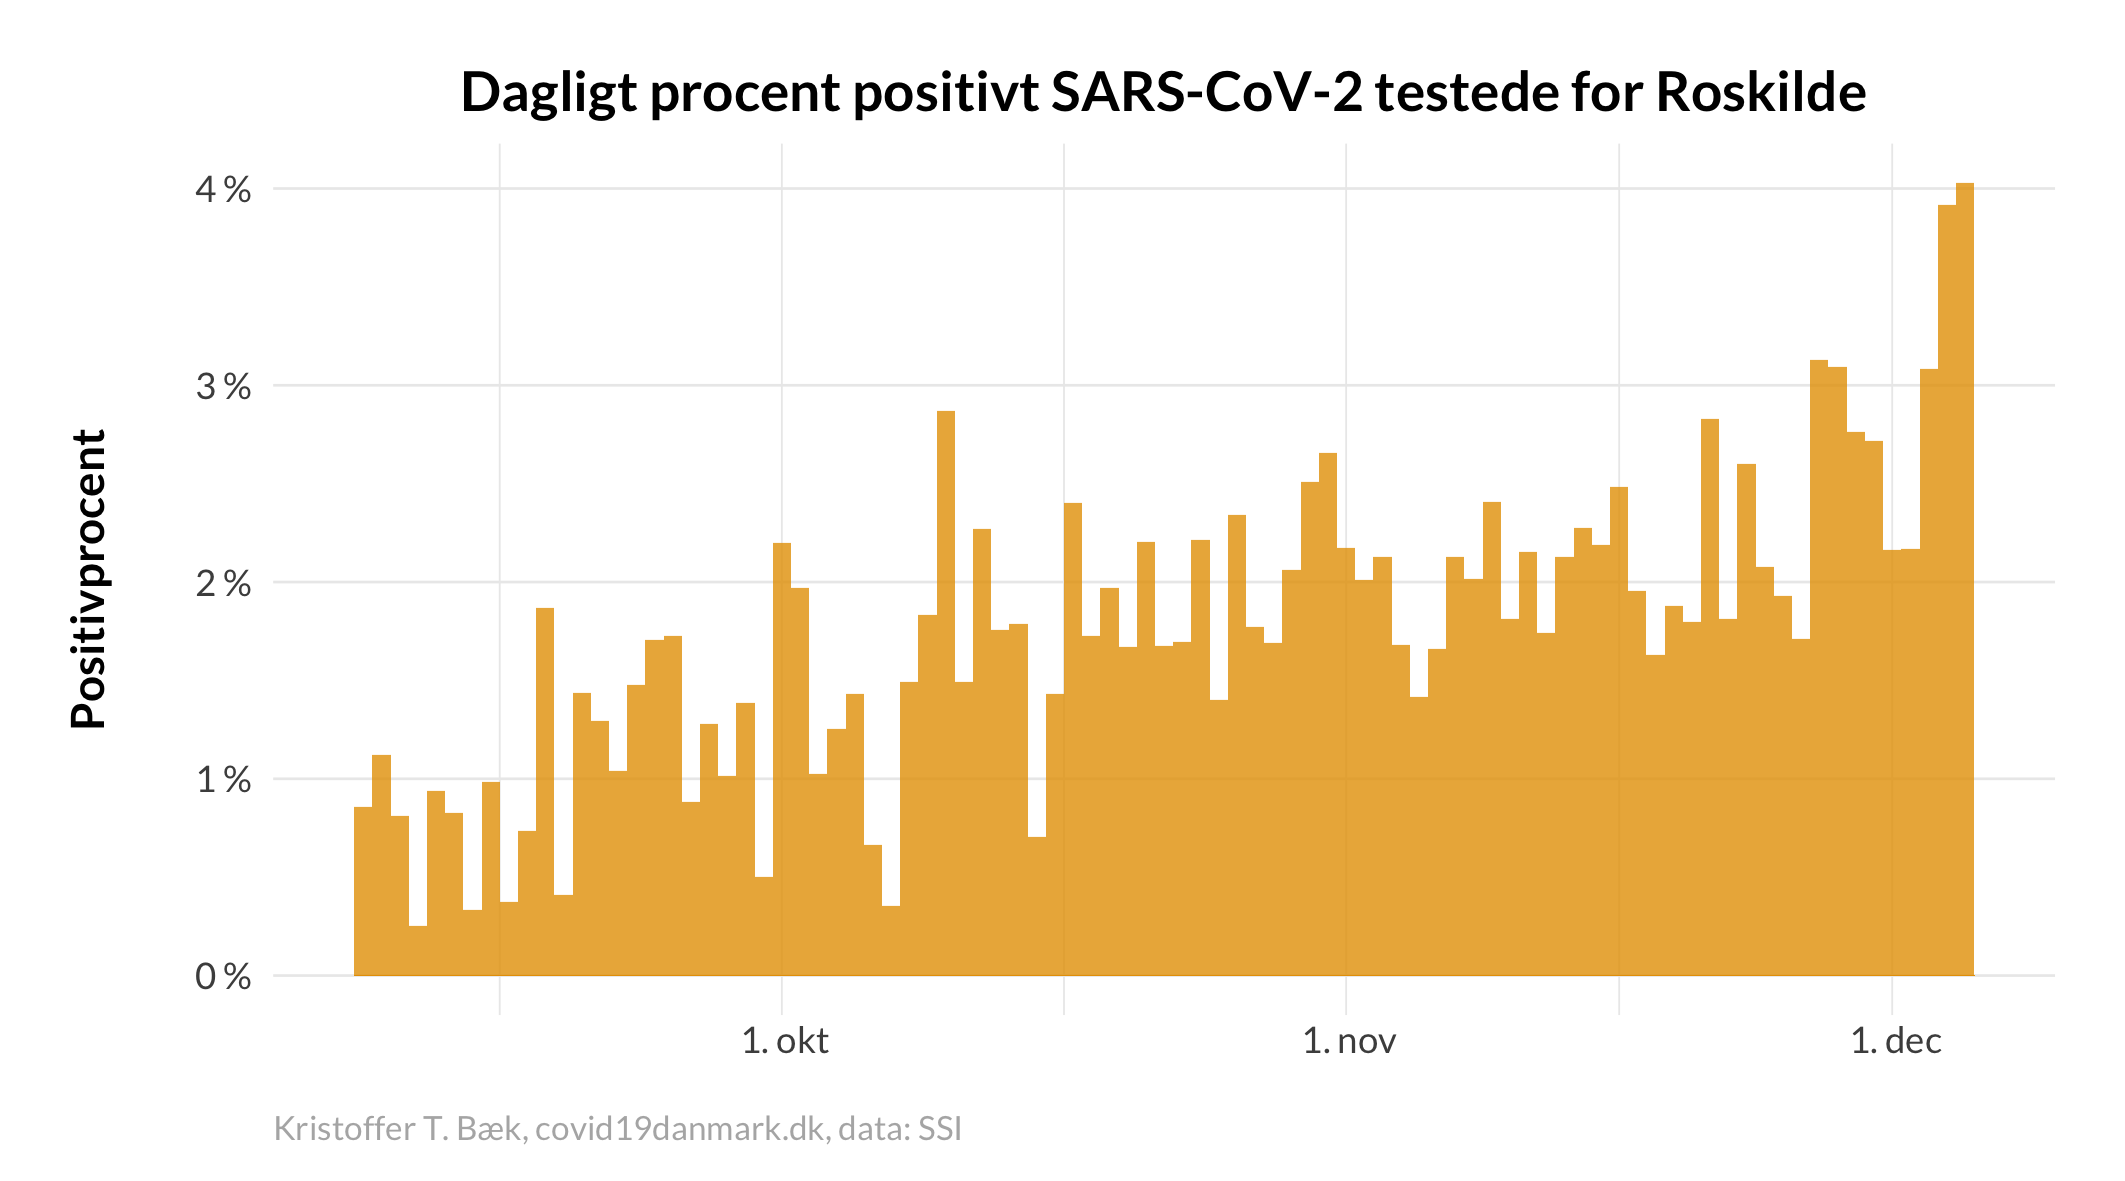 Dagligt procent positivt SARS-CoV-2 testede for Roskilde
Positivprocent
4 %
3 %
2 %
1 %
0 %
1. okt
1. nov
1. dec
Kristoffer T. Bæk, covid19danmark.dk, data: SSI